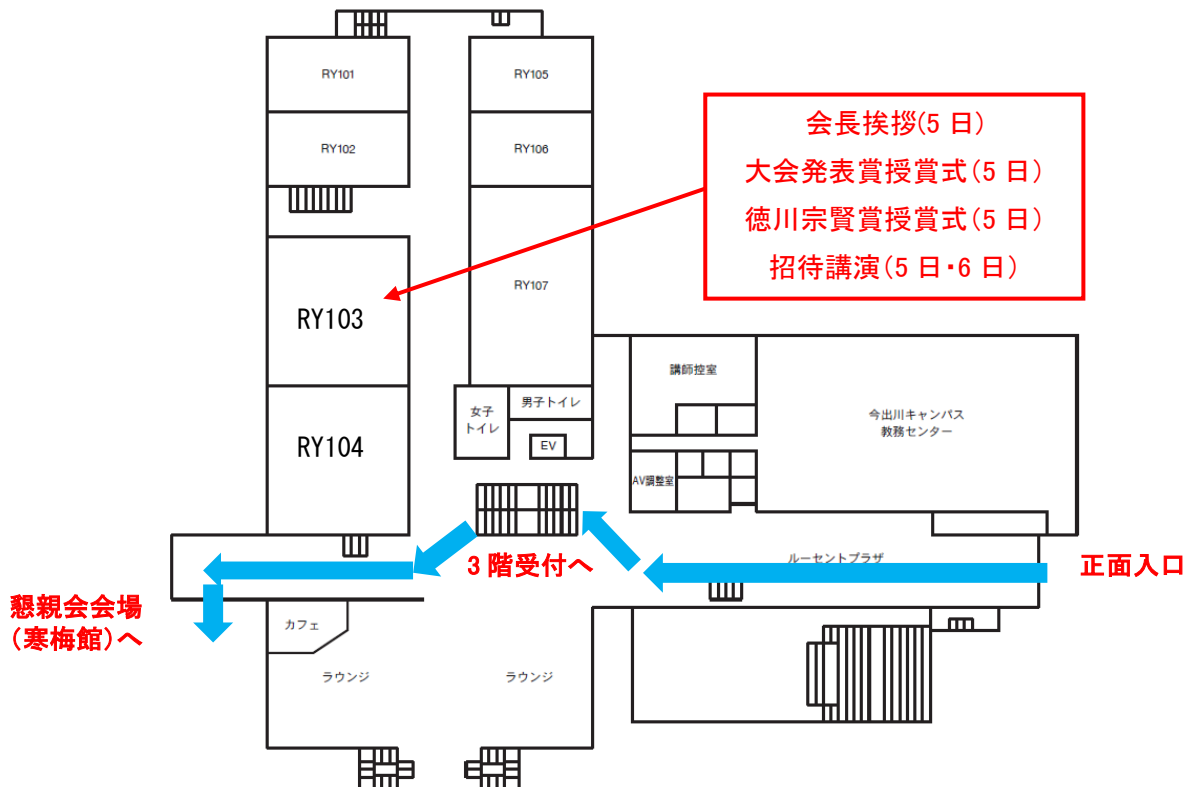 RY101
RY105
RY102
RY106
会長挨拶(5 日)
大会発表賞授賞式(5 日)
徳川宗賢賞授賞式(5 日)
招待講演(5 日・6 日)
RY103
RY107
講師控室
女子
トイレ
男子トイレ
EV
今出川キャンパス
教務センター
RY104
AV調整室
3 階受付へ
ルーセントプラザ
正面入口
懇親会会場
(寒梅館)へ
カフェ
ラウンジ
ラウンジ